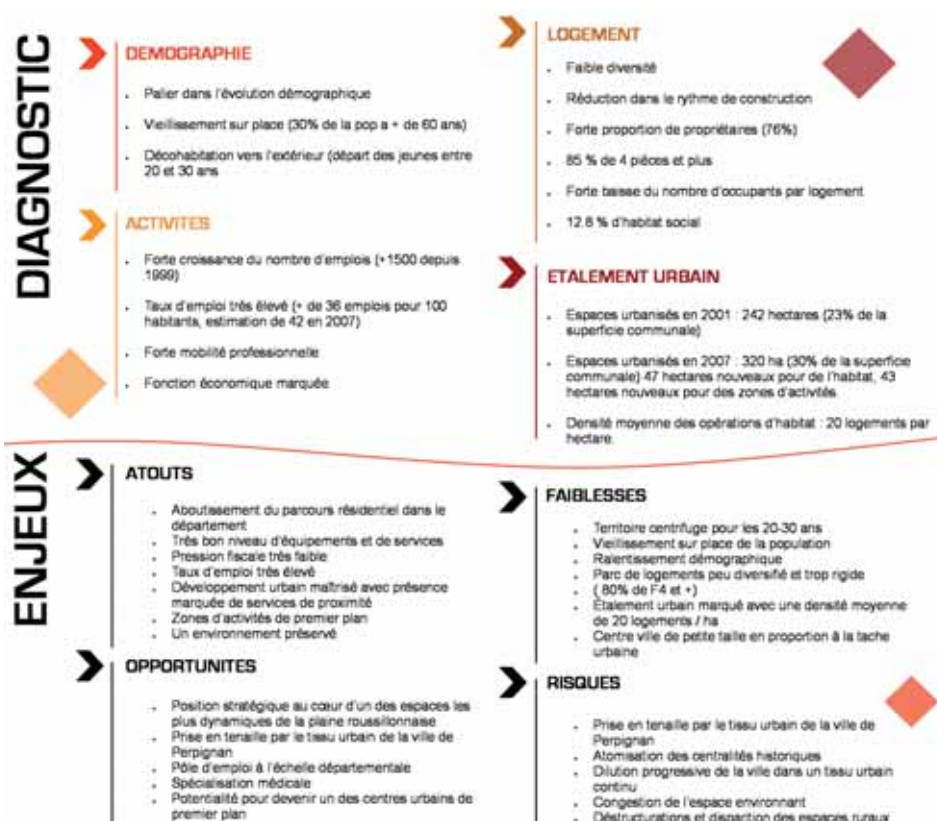 DIAGNOSTIC
DEMOGRAPHIE
. Palier dans l'évolution démographique
. Vieillissement sur place (30% de la pop a + de 60 ans)
. Décohabitation vers l'extérieur (départ des jeunes entre
20 et 30 ans
ACTIVITES
. Forte croissance du nombre d'emplois (+1500 depuis
1999)
. Taux d'emploi très élevé (+ de 36 emplois pour 100
habitants, estimation de 42 en 2007)
. Forte mobilité professionnelle
. Fonction économique marquée
LOGEMENT
. Faible diversité
. Réduction dans le rythme de construction
. Forte proportion de propriétaires (76%)
. 85 % de 4 pièces et plus
. Forte baisse du nombre d'occupants par logement
. 12.8 % d'habitat social
ETALEMENT URBAIN
. Espaces urbanisés en 2001 : 242 hectares (23% de la
superficie communale)
. Espaces urbanisés en 2007 : 320 ha (30% de la superficie
communale) 47 hectares nouveaux pour de l'habitat, 43
hectares nouveaux pour des zones d'activités
. Densité moyenne des opérations d'habitat : 20 logements par
hectare.
ENJEUX
ATOUTS
. Aboutissement du parcours résidentiel dans le
département
. Très bon niveau d'équipements et de services
. Pression fiscale très faible
. Taux d'emploi très élevé
. Développement urbain maîtrisé avec présence
marquée de services de proximité
. Zones d'activités de premier plan
. Un environnement préservé
OPPORTUNITES
. Position stratégique au cœur d'un des espaces les
plus dynamiques de la plaine roussillonnaise
. Prise en tenaille par le tissu urbain de la ville de
Perpignan
. Pôle d'emploi à l'échelle départementale
. Spécialisation médicale
. Potentialité pour devenir un des centres urbains de
premier plan
FAIBLESSES
. Territoire centrifuge pour les 20-30 ans
. Vieillissement sur place de la population
. Ralentissement démographique
. Parc de logements peu diversifié et trop rigide
. ( 80% de F4 et +)
. Étalement urbain marqué avec une densité moyenne
de 20 logements / ha
. Centre ville de petite taille en proportion à la tache
urbaine
RISQUES
. Prise en tenaille par le tissu urbain de la ville de
Perpignan
. Atomisation des centralités historiques
. Dilution progressive de la ville dans un tissu urbain
continu
. Congestion de l'espace environnant
. Déstructurations et disparition des espaces ruraux